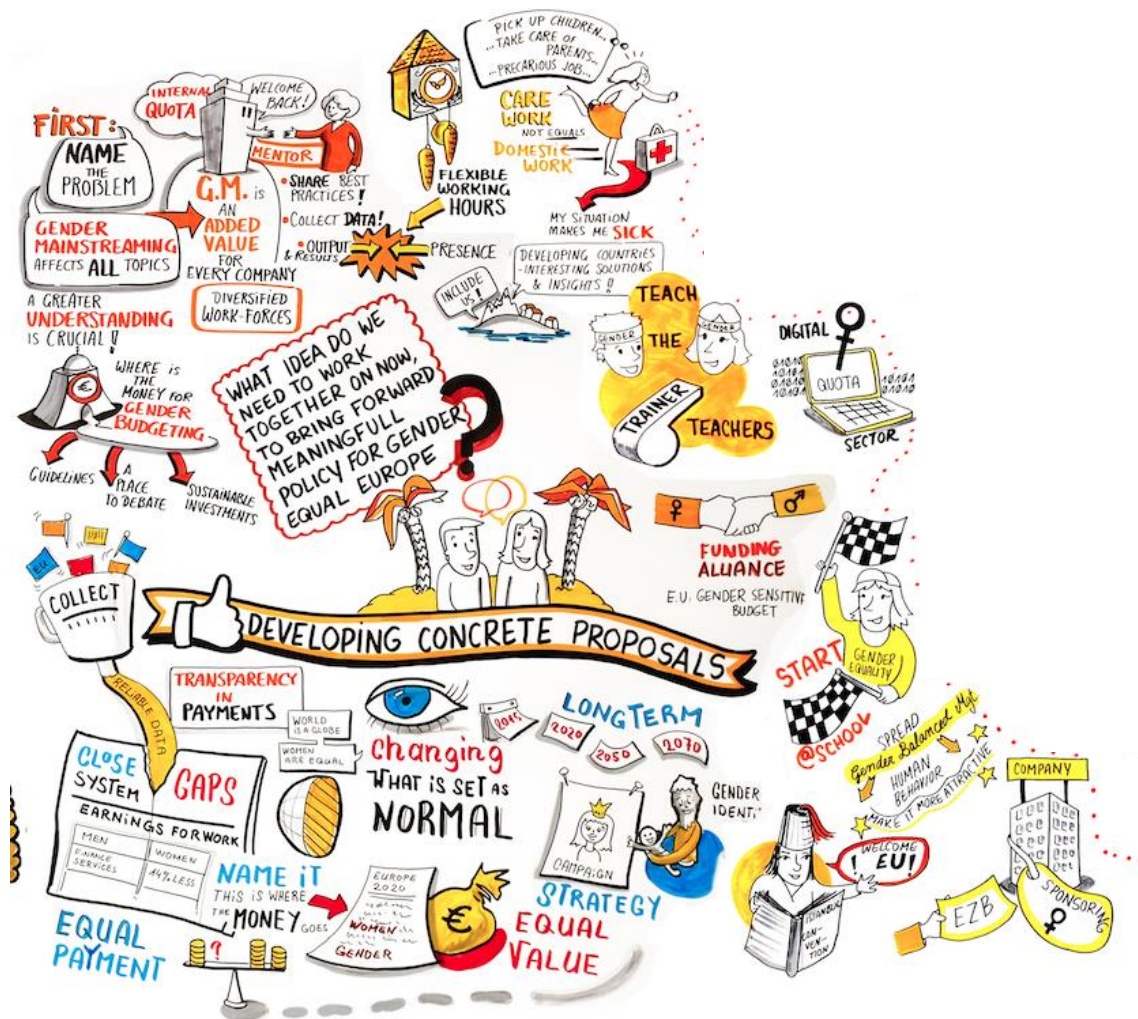 FIRST:
NAME
THE
PROBLEM
GENDER
MAINSTREAMING
AFFECTS ALL TOPICS
A GREATER
UNDERSTANDING
IS CRUCIAL!!
INTERNAL
QUOTA
WELCOME
BACK!
MENTOR
G.M. IS
AN
ADDED
VALUE
FOR
EVERY COMPANY
DIVERSIFIED
WORK-FORCES
• SHARE BEST
PRACTICES!
• COLLECT DATA!
• OUTPUT
& RESULTS
PRESENCE
FLEXIBLE
WORKING
HOURS
PICK UP CHILDREN...
...TAKE CARE OF
PARENTS...
...PRECARIOUS JOB...
CARE
WORK
NOT EQUALS
DOMESTIC
WORK
MY SITUATION
MAKES ME SICK
INCLUDE
US!
DEVELOPING COUNTRIES
-INTERESTING SOLUTIONS
& INSIGHTS!!
TEACH
GENDER
THE
GENDER
TRAINER
TEACHERS
DIGITAL
QUOTA
SECTOR
WHERE IS
THE
MONEY FOR
GENDER
BUDGETING
€
GUIDELINES
A
PLACE
TO DEBATE
SUSTAINABLE
INVESTMENTS
WHAT IDEA DO WE
NEED TO WORK
TOGETHER ON NOW,
TO BRING FORWARD
MEANINGFULL
POLICY FOR GENDER
EQUAL EUROPE
?
FUNDING
ALLIANCE
E.U. GENDER SENSITIVE
BUDGET
EU
COLLECT
DEVELOPING CONCRETE PROPOSALS
START
@SCHOOL
GENDER
EQUALITY
RELIABLE DATA
TRANSPARENCY
IN
PAYMENTS
WORLD
IS A GLOBE
WOMEN
ARE EQUAL
CLOSE
SYSTEM
GAPS
EARNINGS FOR WORK
MEN
WOMEN
FINANCE
SERVICES
14% LESS
NAME IT
THIS IS WHERE
THE MONEY GOES
EQUAL
PAYMENT
?
Changing
WHAT IS SET AS
NORMAL
EUROPE
2020
WOMEN
GENDER
€
LONGTERM
2015
2020
2050
2070
CAMPAIGN
GENDER
IDENTI
STRATEGY
EQUAL
VALUE
SPREAD
Gender Balanced Mgt
HUMAN
BEHAVIOR
MAKE IT MORE ATTRACTIVE
WELCOME
! EU!
ISTANBUL
CON-
VEN-
TION
COMPANY
EZB
SPONSORING